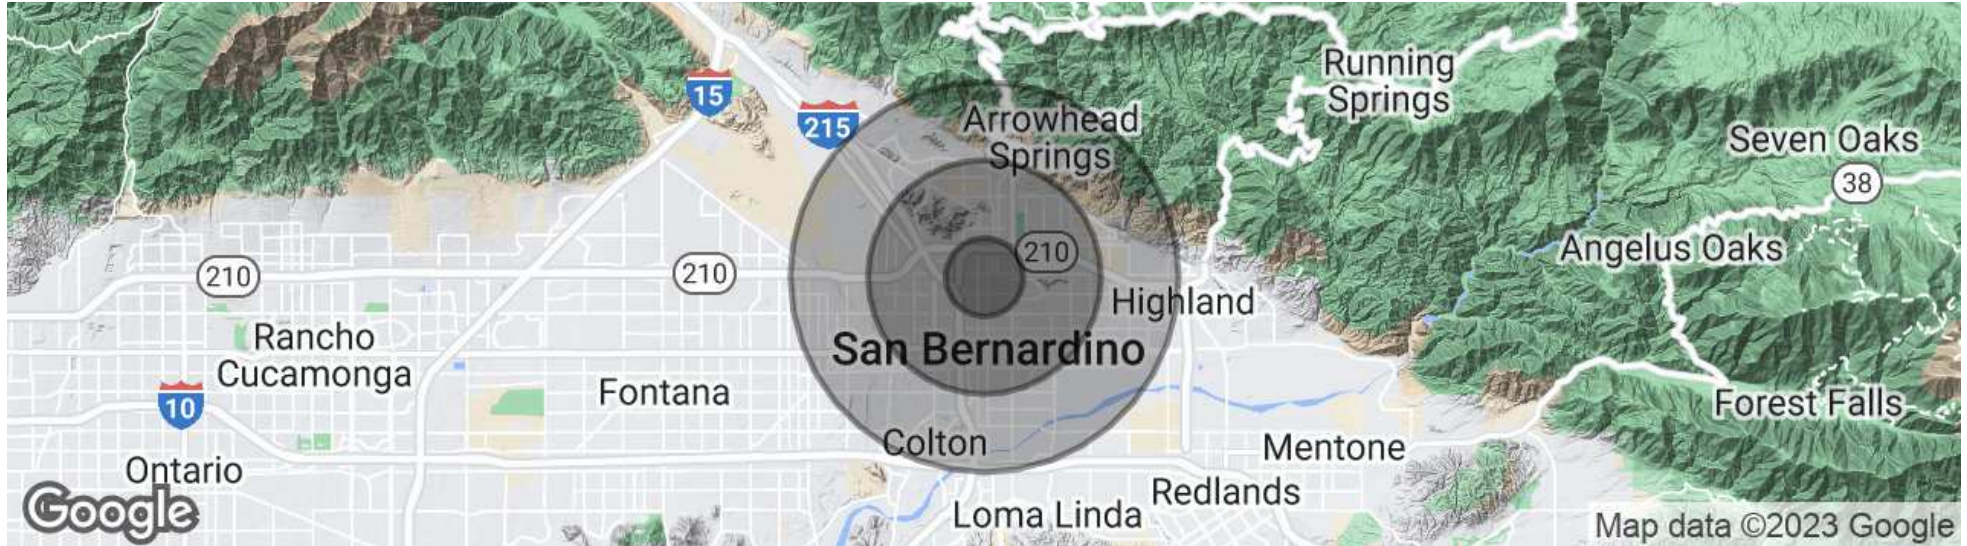 Running
Springs
15
Arrowhead
Springs
215
Seven Oaks
38
210
210
210
Angelus Oaks
Highland
Rancho
Cucamonga
San Bernardino
10
Fontana
Forest Falls
Colton
Mentone
Ontario
Redlands
Google
Loma Linda
Map data ©2023 Google